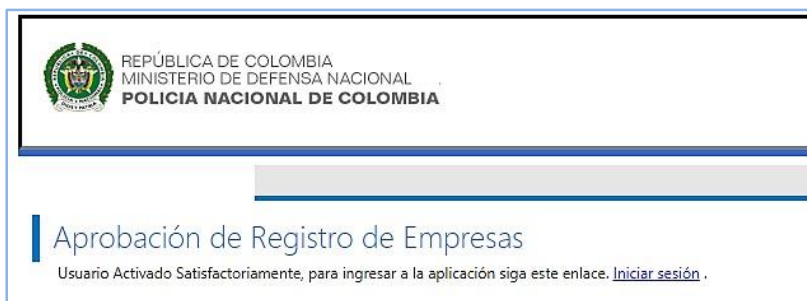 REPÚBLICA DE COLOMBIA
MINISTERIO DE DEFENSA NACIONAL
POLICIA NACIONAL DE COLOMBIA
Aprobación de Registro de Empresas
Usuario Activado Satisfactoriamente, para ingresar a la aplicación siga este enlace. Iniciar sesión .